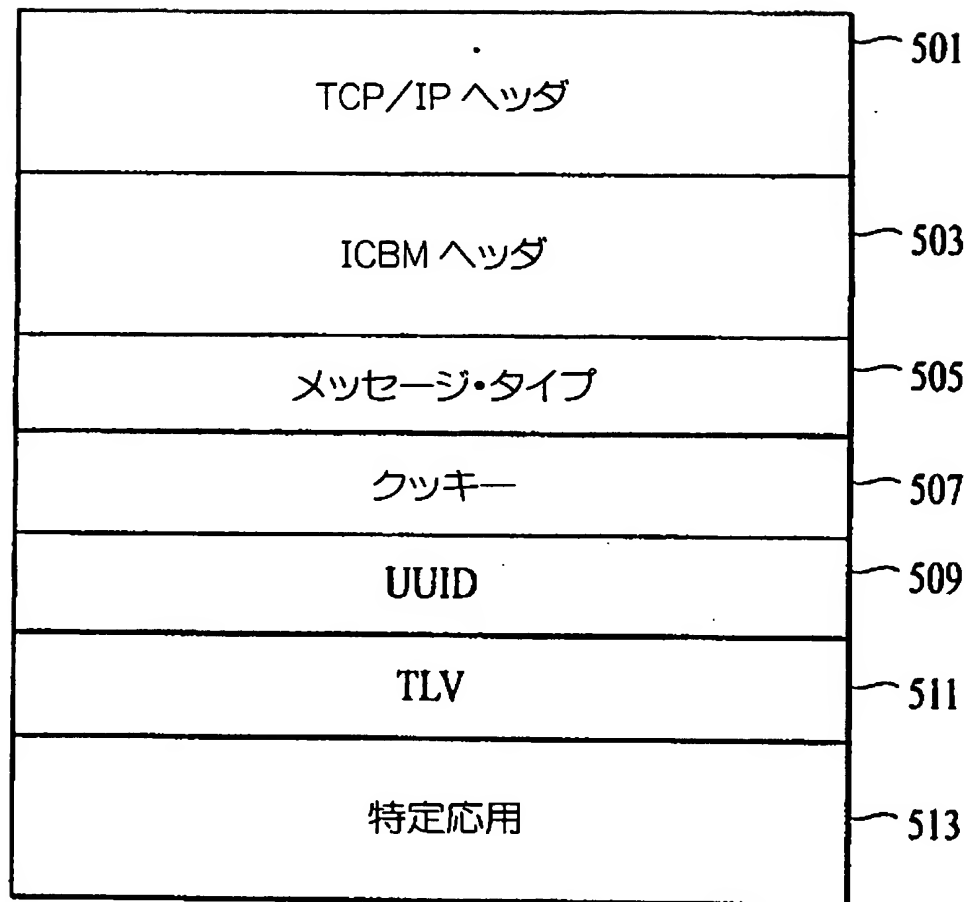 TCP/IP ヘッダ 501
ICBM ヘッダ 503
メッセージ・タイプ 505
クッキー 507
UUID 509
TLV 511
特定応用 513